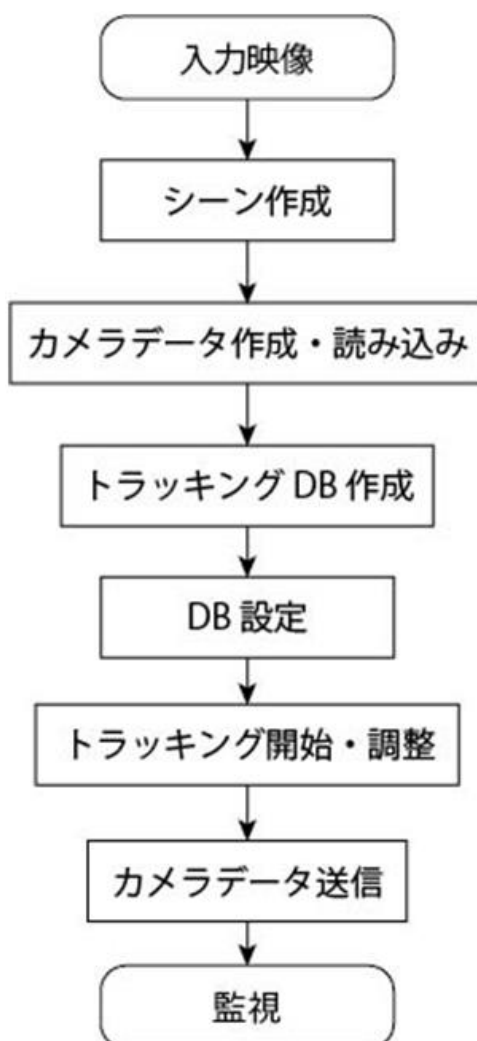 入力映像
シーン作成
カメラデータ作成・読み込み
トラッキング DB 作成
DB 設定
トラッキング開始・調整
カメラデータ送信
監視